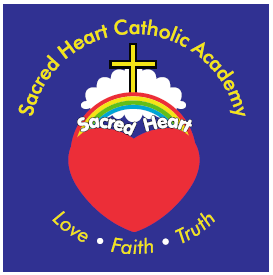 Sacred Heart Catholic Academy
Sacred Heart
Love • Faith • Truth